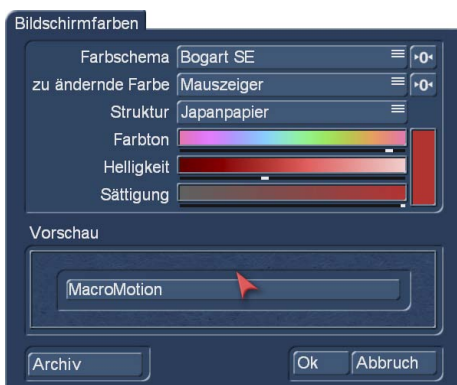 Bildschirmfarben
Farbschema Bogart SE
zu ändernde Farbe Mauszeiger
Struktur Japanpapier
Farbton
Helligkeit
Sättigung
Vorschau
MacroMotion
Archiv Ok Abbruch